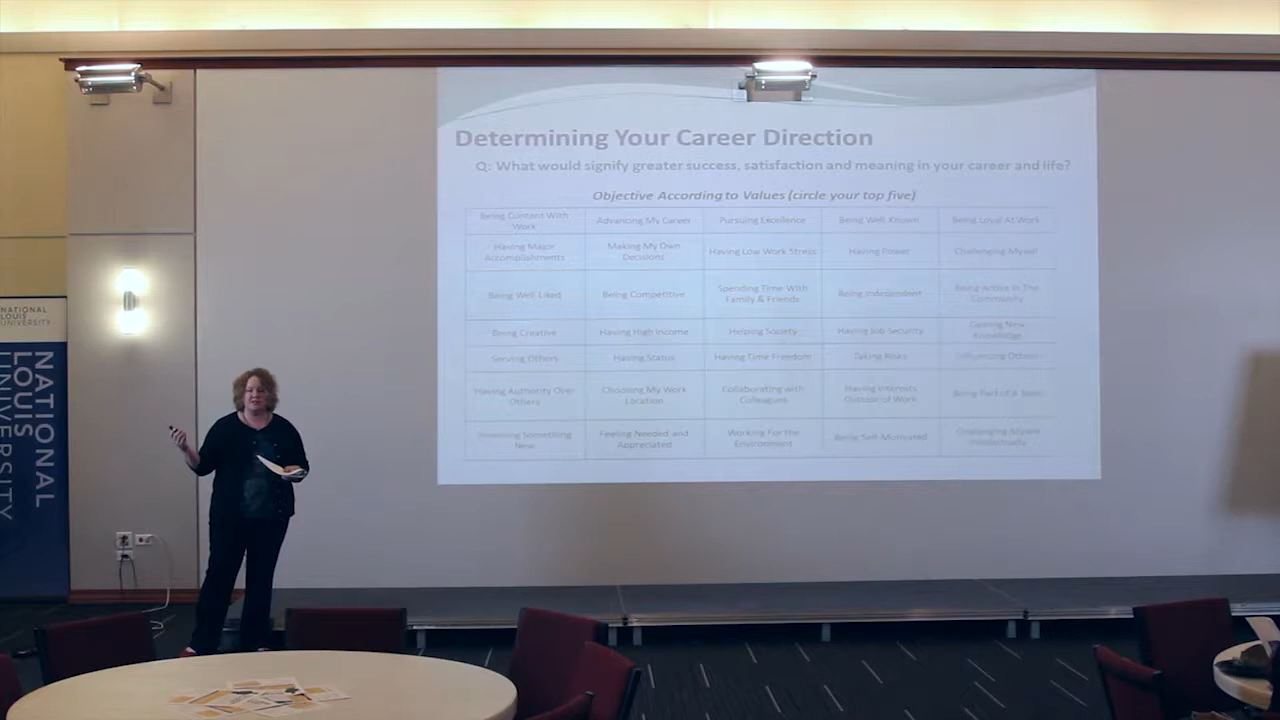 Determining Your Career Direction
Q: What would signify greater success, satisfaction and meaning in your career and life?
Objective According to Values (circle your top five)
Being Content With
Work
Advancing My Career
Pursuing Excellence
Being Well Known
Being Loyal At Work
Having Major
Accomplishments
Making My Own
Decisions
Having Low Work Stress
Having Power
Challenging Myself
Being Well Liked
Being Competitive
Spending Time With
Family & Friends
Being Independent
Being Active In The
Community
Being Creative
Having High Income
Helping Society
Having Job Security
Gaining New
Knowledge
Serving Others
Having Status
Having Time Freedom
Taking Risks
Influencing Others
Having Authority Over
Others
Choosing My Work
Location
Collaborating with
Colleagues
Having Interests
Outside of Work
Being Part of a Team
Something
New
Feeling Needed and
Appreciated
Working For the
Environment
Being Self-Motivated
Challenging Myself
Intellectually
NATIONAL
LOUIS
UNIVERSITY
NATIONAL
LOUIS
UNIVERSITY